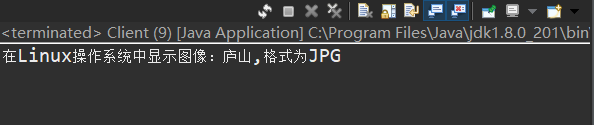 <terminated> Client (9) [Java Application] C:\Program Files\Java\jdk1.8.0_201\bin\
在Linux操作系统中显示图像：庐山,格式为JPG